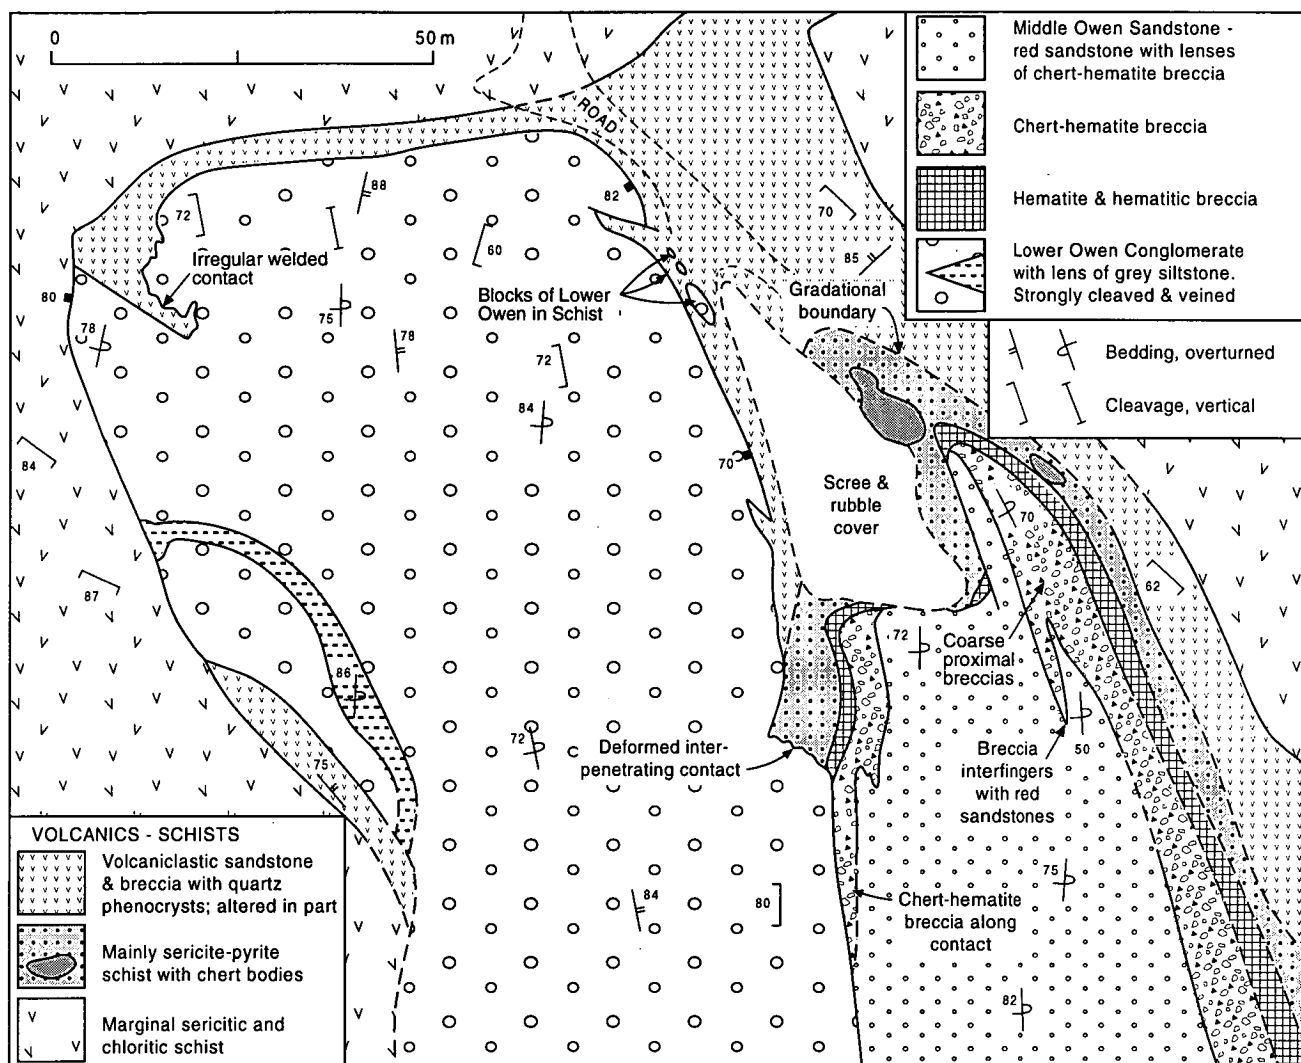 0
50 m
Middle Owen Sandstone -
red sandstone with lenses
of chert-hematite breccia
Chert-hematite breccia
Hematite & hematitic breccia
Lower Owen Conglomerate
with lens of grey siltstone.
Strongly cleaved & veined
Bedding, overturned
Cleavage, vertical
ROAD
88
82
72
70
60
85
Irregular welded
contact
Blocks of Lower
Owen in Schist
Gradational
boundary
80
75
78
78
72
84
84
70
Scree &
rubble
cover
70
87
62
72
Coarse
proximal
breccias
86
72
Deformed inter-
penetrating contact
50
Breccia
interfingers
with red
sandstones
75
VOLCANICS - SCHISTS
Volcaniclastic sandstone
& breccia with quartz
phenocrysts; altered in part
Mainly sericite-pyrite
schist with chert bodies
Marginal sericitic and
chloritic schist
84
80
75
Chert-hematite
breccia along
contact
82